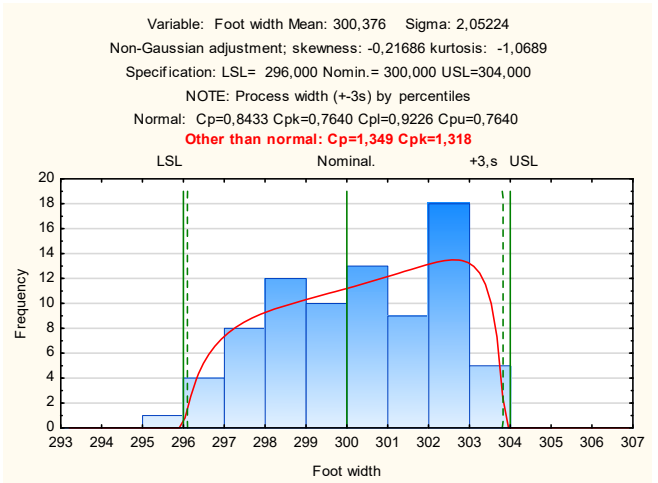 Variable: Foot width Mean: 300,376 Sigma: 2,05224
Non-Gaussian adjustment; skewness: -0,21686 kurtosis: -1,0689
Specification: LSL= 296,000 Nomin.= 300,000 USL=304,000
NOTE: Process width (+-3s) by percentiles
Normal: Cp=0,8433 Cpk=0,7640 Cpl=0,9226 Cpu=0,7640
Other than normal: Cp=1,349 Cpk=1,318
LSL Nominal. +3,s USL
20
18
16
14
12
10
8
6
4
2
0
Frequency
293 294 295 296 297 298 299 300 301 302 303 304 305 306 307
Foot width